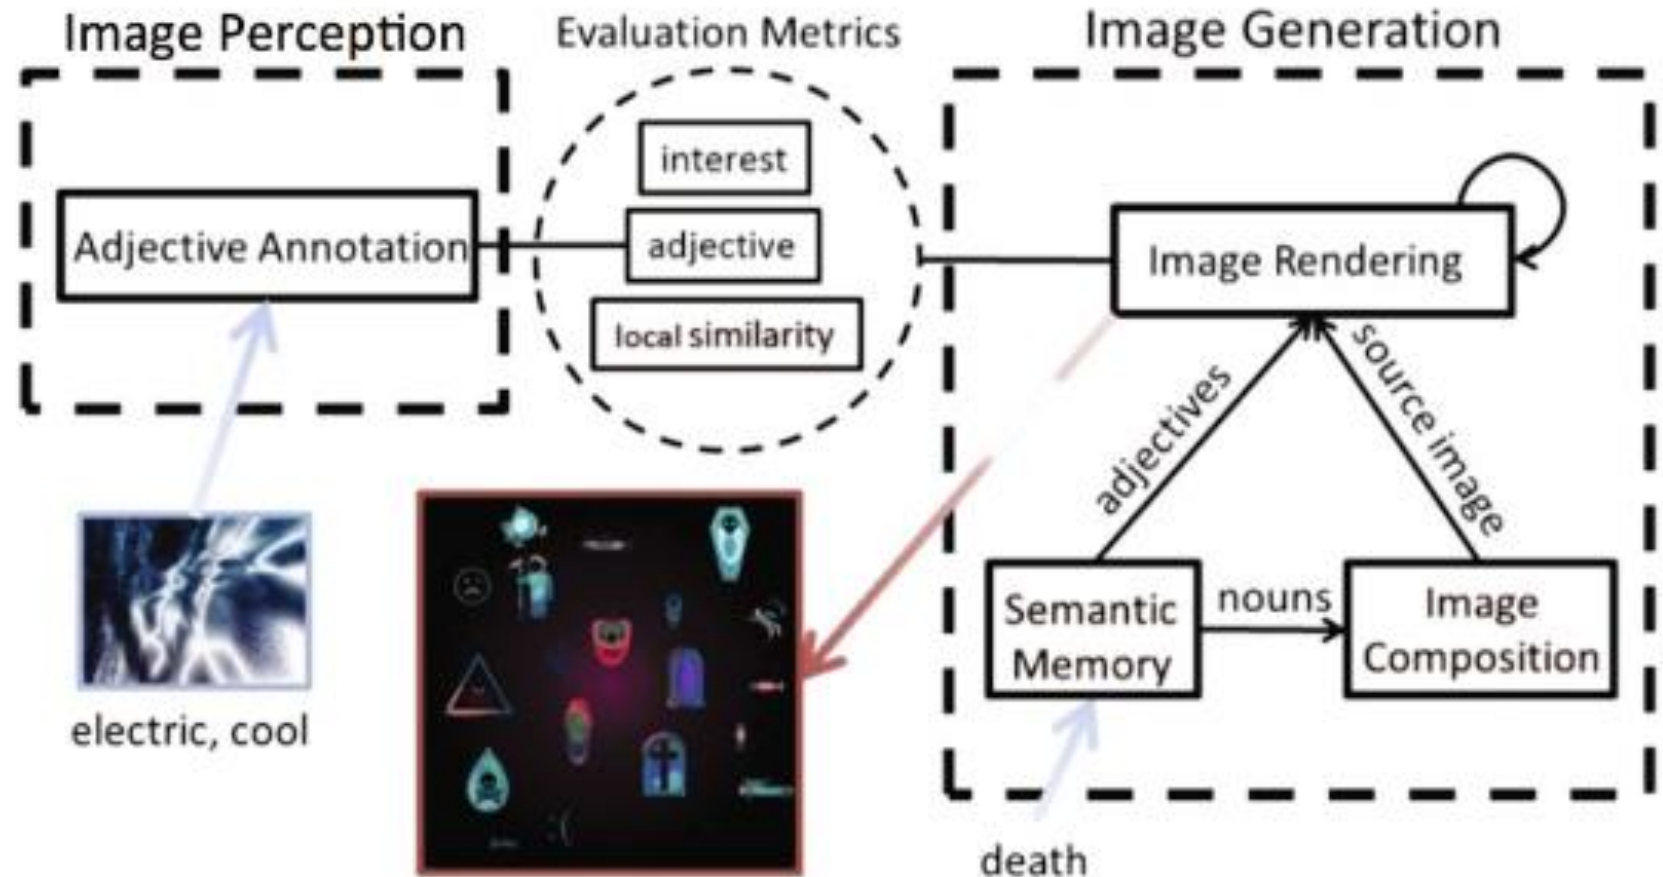 Image Perception
Evaluation Metrics
Image Generation
interest
Adjective Annotation
adjective
local similarity
Image Rendering
adjectives
source image
Semantic
Memory
nouns
Image
Composition
electric, cool
death